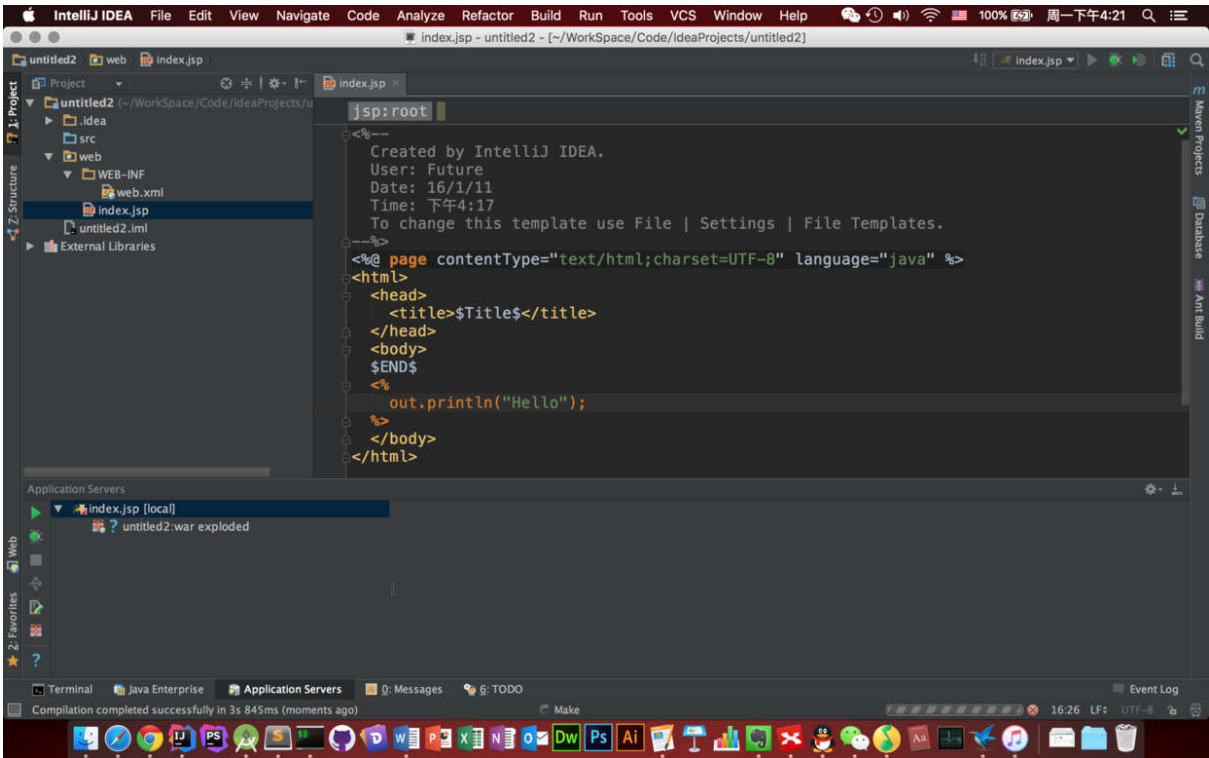 IntelliJ IDEA File Edit View Navigate Code Analyze Refactor Build Run Tools VCS Window Help 100% 周一下午4:21
index.jsp - untitled2 - [~/WorkSpace/Code/IdeaProjects/untitled2]
untitled2 web index.jsp
index.jsp
Project
index.jsp
1: Project
untitled2 (~/WorkSpace/Code/IdeaProjects/u
.idea
src
web
WEB-INF
web.xml
index.jsp
untitled2.iml
External Libraries
Z: Structure
jsp:root
<%--
Created by IntelliJ IDEA.
User: Future
Date: 16/1/11
Time: 下午4:17
To change this template use File | Settings | File Templates.
--%>
<%@ page contentType="text/html;charset=UTF-8" language="java" %>
<html>
<head>
<title>$Title$</title>
</head>
<body>
$END$
<%
out.println("Hello");
%>
</body>
</html>
Maven Projects
Database
Ant Build
Application Servers
index.jsp [local]
? untitled2:war exploded
Web
2: Favorites
?
Terminal Java Enterprise Application Servers 0: Messages 6: TODO Event Log
Compilation completed successfully in 3s 845ms (moments ago) Make 16:26 LF÷ UTF-8
IJ PS Dw Ps Ai Aa